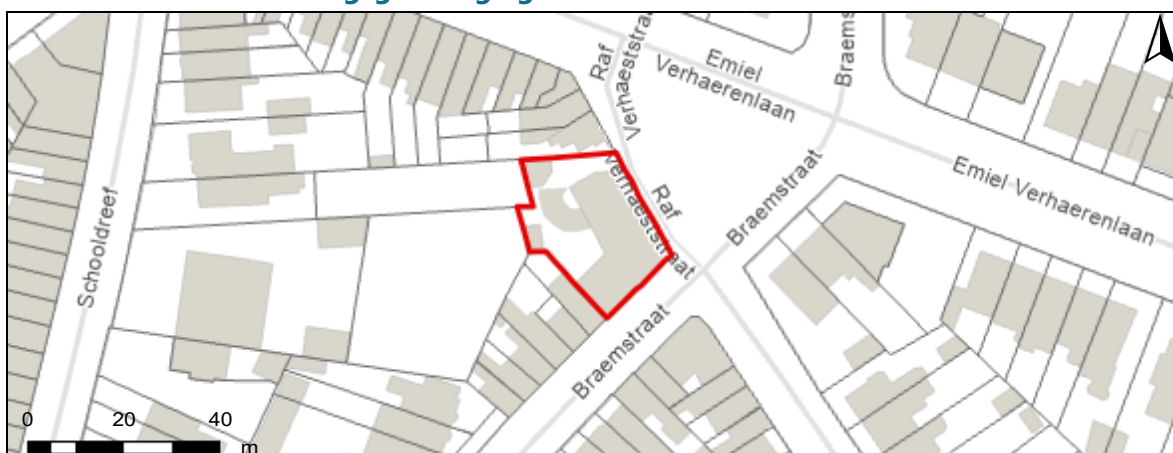 Raf
Verhaeststraat
Emiel
Verhaerenlaan
Braems
Schooldreef
Raf
Verhaeststraat
Braemstraat
Emiel Verhaerenlaan
Braemstraat
0 20 40
m